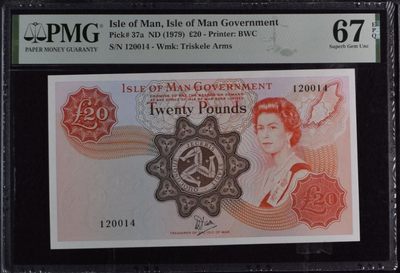 PMG
PAPER MONEY GUARANTY
Isle of Man, Isle of Man Government
Pick# 37a ND (1979) £20 - Printer: BWC
S/N 120014 - Wmk: Triskele Arms
67 EPQ
Superb Gem Unc
ISLE OF MAN GOVERNMENT
120014
Twenty Pounds
£20
£20
120014
TREASURER OF THE ISLE OF MAN